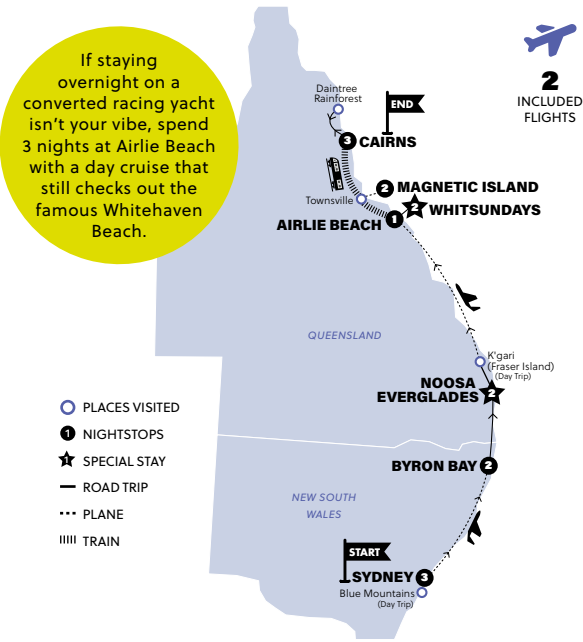 If staying
overnight on a
converted racing yacht
isn't your vibe, spend
3 nights at Airlie Beach
with a day cruise that
still checks out the
famous Whitehaven
Beach.
2
INCLUDED
FLIGHTS
Daintree
Rainforest
END
3 CAIRNS
2 MAGNETIC ISLAND
Townsville
2 WHITSUNDAYS
AIRLIE BEACH 1
QUEENSLAND
K'gari
(Fraser Island)
(Day Trip)
NOOSA
EVERGLADES 2
BYRON BAY 2
NEW SOUTH
WALES
START
SYDNEY 3
Blue Mountains
(Day Trip)
PLACES VISITED
1 NIGHTSTOPS
1 SPECIAL STAY
ROAD TRIP
PLANE
TRAIN